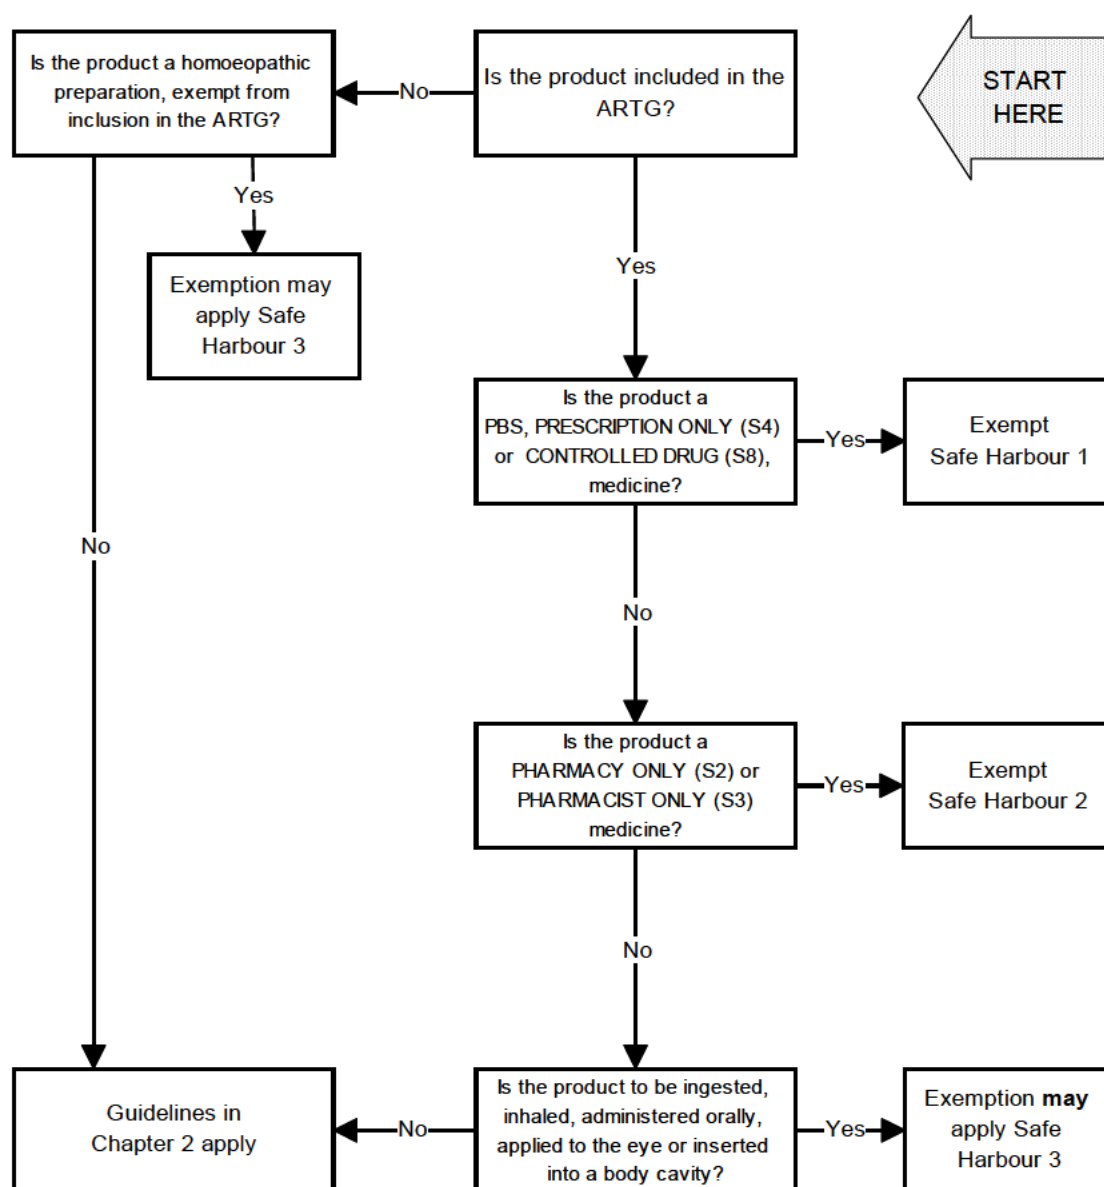 START
HERE
Is the product included in the
ARTG?
No
Is the product a homoeopathic
preparation, exempt from
inclusion in the ARTG?
Yes
Exemption may
apply Safe
Harbour 3
Yes
Is the product a
PBS, PRESCRIPTION ONLY (S4)
or CONTROLLED DRUG (S8),
medicine?
Yes
Exempt
Safe Harbour 1
No
No
Is the product a
PHARMACY ONLY (S2) or
PHARMACIST ONLY (S3)
medicine?
Yes
Exempt
Safe Harbour 2
No
Is the product to be ingested,
inhaled, administered orally,
applied to the eye or inserted
into a body cavity?
Yes
Exemption may
apply Safe
Harbour 3
No
Guidelines in
Chapter 2 apply